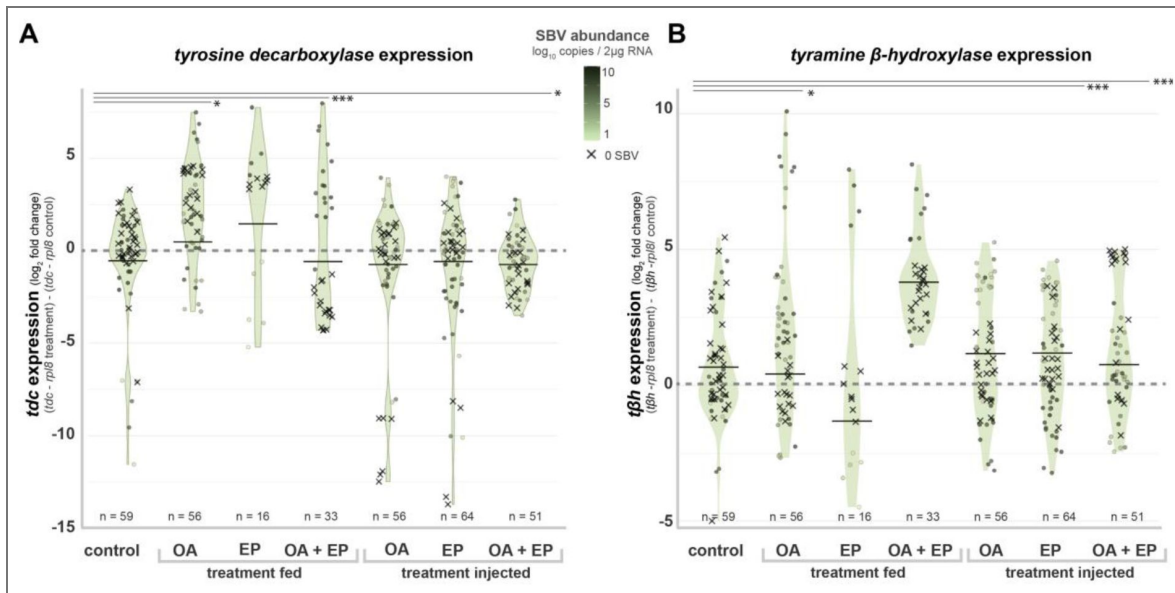 A
tyrosine decarboxylase expression
SBV abundance
log₁₀ copies / 2µg RNA
10
5
1
× 0 SBV
B
tyramine β-hydroxylase expression
*
***
*
*
***
***
tdc expression (log₂ fold change)
(tdc - rpl8 treatment) - (tdc - rpl8 control)
5
0
-5
-10
-15
n = 59
n = 56
n = 16
n = 33
n = 56
n = 64
n = 51
control
OA
EP
OA + EP
OA
EP
OA + EP
treatment fed
treatment injected
tβh expression (log₂ fold change)
(tβh -rpl8 treatment) - (tβh -rpl8/ control)
10
5
0
-5
n = 59
n = 56
n = 16
n = 33
n = 56
n = 64
n = 51
control
OA
EP
OA + EP
OA
EP
OA + EP
treatment fed
treatment injected